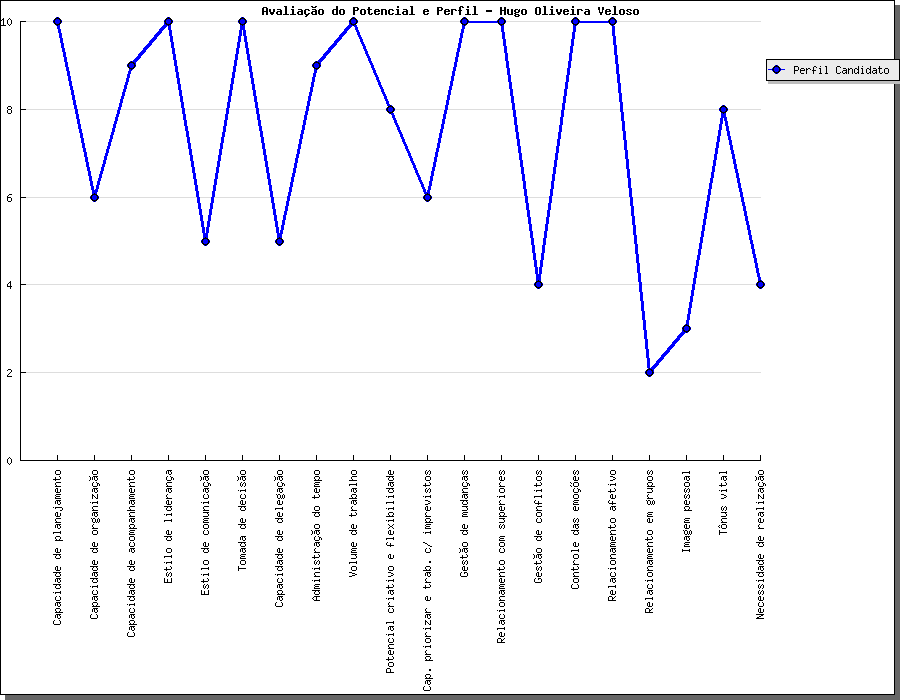 Avaliação do Potencial e Perfil - Hugo Oliveira Veloso
10
8
6
4
2
0
Perfil Candidato
Capacidade de planejamento
Capacidade de organização
Capacidade de acompanhamento
Estilo de liderança
Estilo de comunicação
Tomada de decisão
Capacidade de delegação
Administração do tempo
Volume de trabalho
Potencial criativo e flexibilidade
Cap. priorizar e trab. c/ imprevistos
Gestão de mudanças
Relacionamento com superiores
Gestão de conflitos
Controle das emoções
Relacionamento afetivo
Relacionamento em grupos
Imagem pessoal
Tônus vital
Necessidade de realização